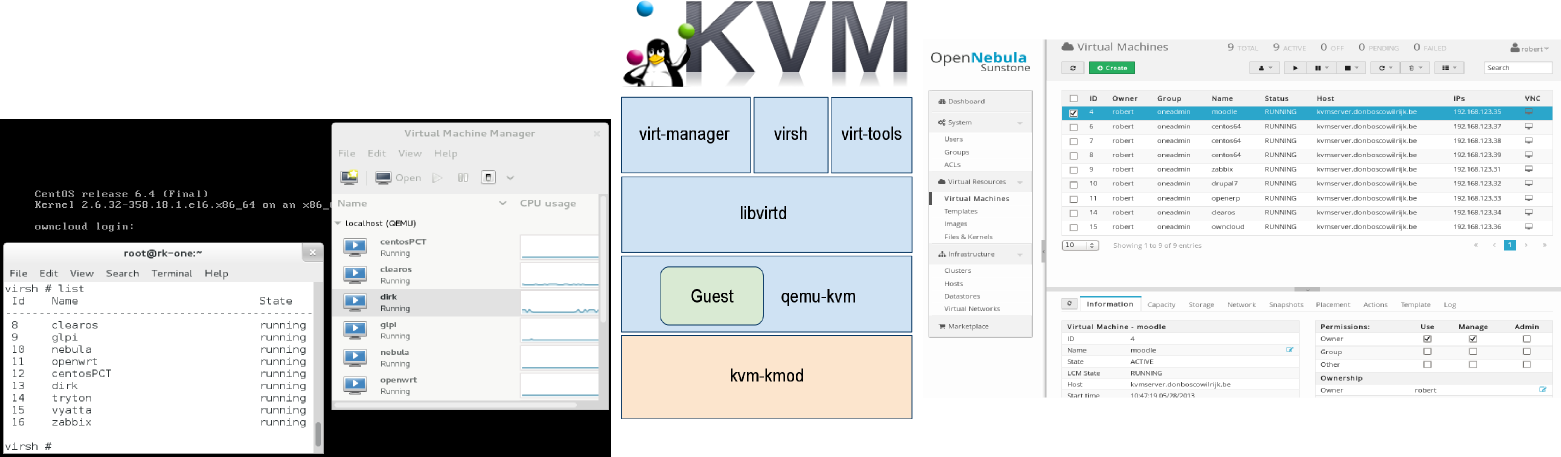 CentOS release 6.4 (Final)
Kernel 2.6.32-358.18.1.el6.x86_64 on an x86_
owncloud login:
root@rk-one:~
File Edit View Search Terminal Help
virsh # list
Id Name State
----------------------------------------------------
8 clearos running
9 glpi running
10 nebula running
11 openwrt running
12 centosPCT running
13 dirk running
14 tryton running
15 vyatta running
16 zabbix running
virsh #
Virtual Machine Manager
File Edit View Help
Open
Name CPU usage
localhost (QEMU)
centosPCT
Running
clearos
Running
dirk
Running
glpi
Running
nebula
Running
openwrt
Running
KVM
virt-manager virsh virt-tools
libvirtd
Guest qemu-kvm
kvm-kmod
OpenNebula
Sunstone
Dashboard
System
Users
Groups
ACLs
Virtual Resources
Virtual Machines
Templates
Images
Files & Kernels
Infrastructure
Clusters
Hosts
Datastores
Virtual Networks
Marketplace
Virtual Machines 9 TOTAL 9 ACTIVE 0 OFF 0 PENDING 0 FAILED robert
Create Search
ID Owner Group Name Status Host IPs VNC
4 robert oneadmin moodle RUNNING kvmserver.donboscowilrijk.be 192.168.123.35
6 robert oneadmin centos64 RUNNING kvmserver.donboscowilrijk.be 192.168.123.37
7 robert oneadmin centos64 RUNNING kvmserver.donboscowilrijk.be 192.168.123.38
8 robert oneadmin centos64 RUNNING kvmserver.donboscowilrijk.be 192.168.123.39
9 robert oneadmin zabbix RUNNING kvmserver.donboscowilrijk.be 192.168.123.31
10 robert oneadmin drupal7 RUNNING kvmserver.donboscowilrijk.be 192.168.123.32
11 robert oneadmin openerp RUNNING kvmserver.donboscowilrijk.be 192.168.123.33
14 robert oneadmin clearos RUNNING kvmserver.donboscowilrijk.be 192.168.123.34
15 robert oneadmin owncloud RUNNING kvmserver.donboscowilrijk.be 192.168.123.36
10 Showing 1 to 9 of 9 entries 1
Information Capacity Storage Network Snapshots Placement Actions Template Log
Virtual Machine - moodle
ID 4
Name moodle
State ACTIVE
LCM State RUNNING
Host kvmserver.donboscowilrijk.be
Start time 10:47:19 05/28/2013
Permissions: Use Manage Admin
Owner
Group
Other
Ownership
Owner robert